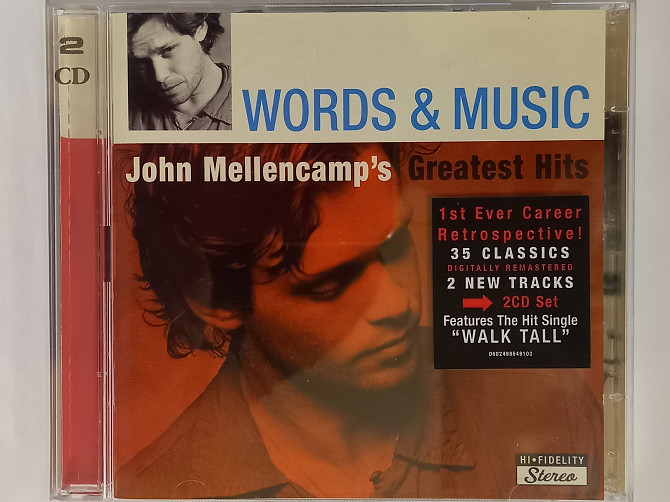 2
CD
WORDS & MUSIC
John Mellencamp's Greatest Hits
1st Ever Career
Retrospective!
35 CLASSICS
DIGITALLY REMASTERED
2 NEW TRACKS
2CD Set
Features The Hit Single
"WALK TALL"
0602498648100
HI•FIDELITY
Stereo